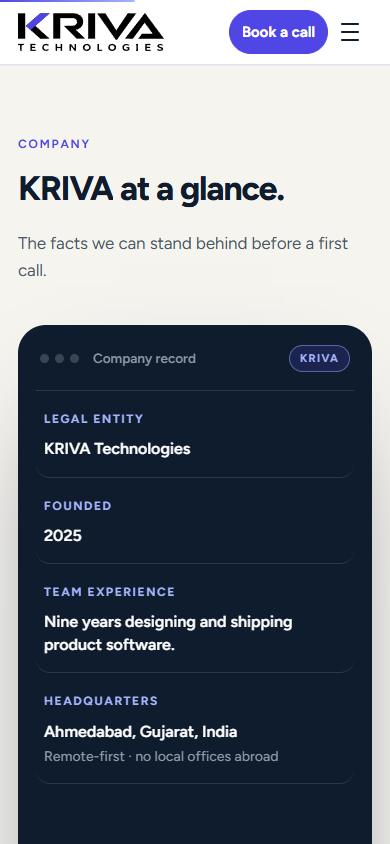 KRIVA
TECHNOLOGIES
Book a call
COMPANY
KRIVA at a glance.
The facts we can stand behind before a first
call.
Company record
KRIVA
LEGAL ENTITY
KRIVA Technologies
FOUNDED
2025
TEAM EXPERIENCE
Nine years designing and shipping
product software.
HEADQUARTERS
Ahmedabad, Gujarat, India
Remote-first · no local offices abroad